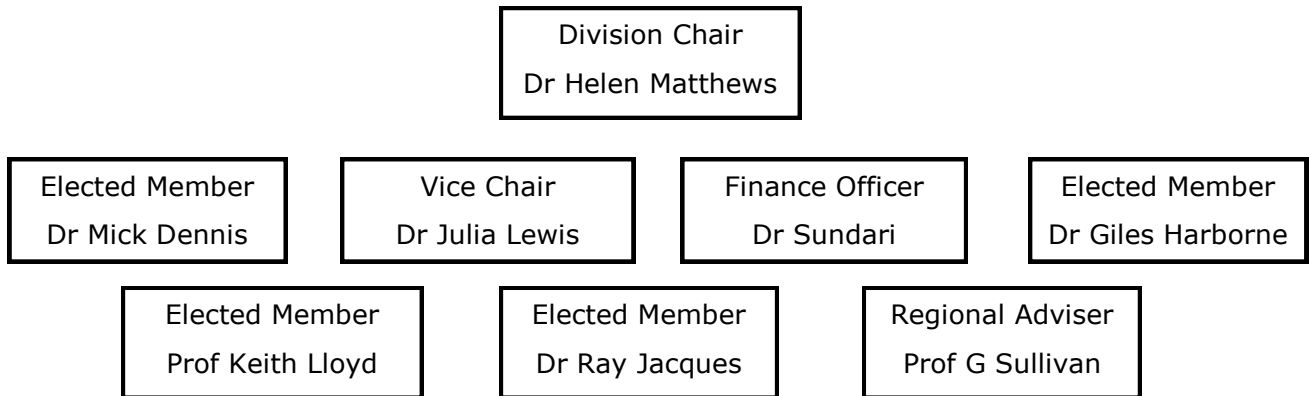 Division Chair
Dr Helen Matthews
Elected Member
Dr Mick Dennis
Vice Chair
Dr Julia Lewis
Finance Officer
Dr Sundari
Elected Member
Dr Giles Harborne
Elected Member
Prof Keith Lloyd
Elected Member
Dr Ray Jacques
Regional Adviser
Prof G Sullivan